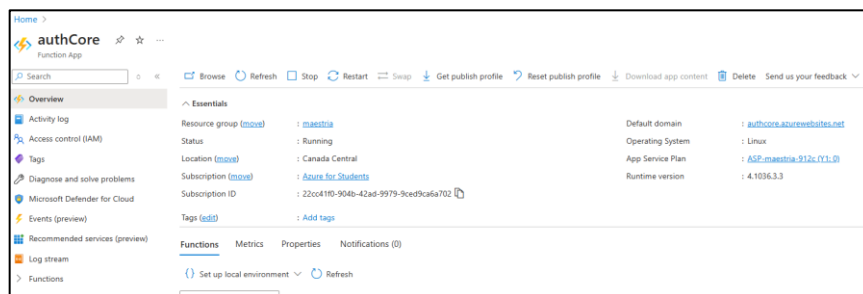 Home >
authCore
Function App
Search
Browse Refresh Stop Restart Swap Get publish profile Reset publish profile Download app content Delete Send us your feedback
Overview
Activity log
Access control (IAM)
Tags
Diagnose and solve problems
Microsoft Defender for Cloud
Events (preview)
Recommended services (preview)
Log stream
Functions
Essentials
Resource group (move) : maestria
Status : Running
Location (move) : Canada Central
Subscription (move) : Azure for Students
Subscription ID : 22cc41f0-904b-42ad-9979-9ced9ca6a702
Tags (edit) : Add tags
Default domain : authcore.azurewebsites.net
Operating System : Linux
App Service Plan : ASP-maestria-912c (Y1: 0)
Runtime version : 4.1036.3.3
Functions Metrics Properties Notifications (0)
{} Set up local environment Refresh